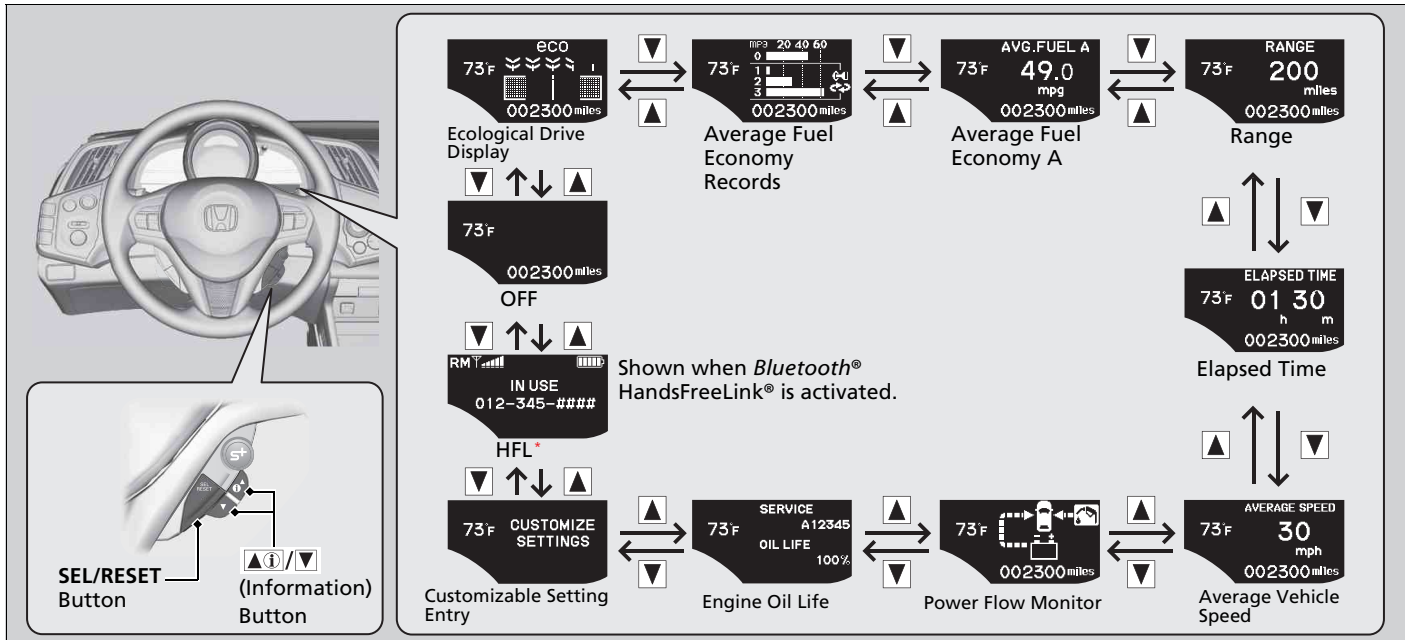 eco
73°F
002300 miles
Ecological Drive
Display
▼
▲
mpg 20 40 60
0
1
2
3
73°F
002300 miles
Average Fuel
Economy
Records
▼
▲
AVG.FUEL A
73°F
49.0
mpg
002300 miles
Average Fuel
Economy A
▼
▲
RANGE
73°F
200
miles
002300 miles
Range
▲ ▼
ELAPSED TIME
73°F
01 30
h m
002300 miles
Elapsed Time
▲ ▼
AVERAGE SPEED
73°F
30
mph
002300 miles
Average Vehicle
Speed
▲
▼
73°F
002300 miles
Power Flow Monitor
▲
▼
SERVICE
A12345
73°F
OIL LIFE
100%
Engine Oil Life
▲
▼
73°F
CUSTOMIZE
SETTINGS
Customizable Setting
Entry
▼ ▲
RM
IN USE
012-345-####
HFL*
Shown when Bluetooth®
HandsFreeLink® is activated.
▼ ▲
73°F
002300 miles
OFF
▼ ▲
S+
SEL
RESET
SEL/RESET
Button
▲ⓘ/▼
(Information)
Button